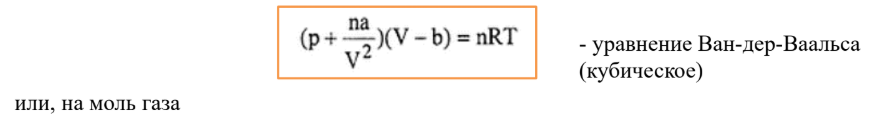 (p + na/V²)(V – b) = nRT
- уравнение Ван-дер-Ваальса
(кубическое)
или, на моль газа